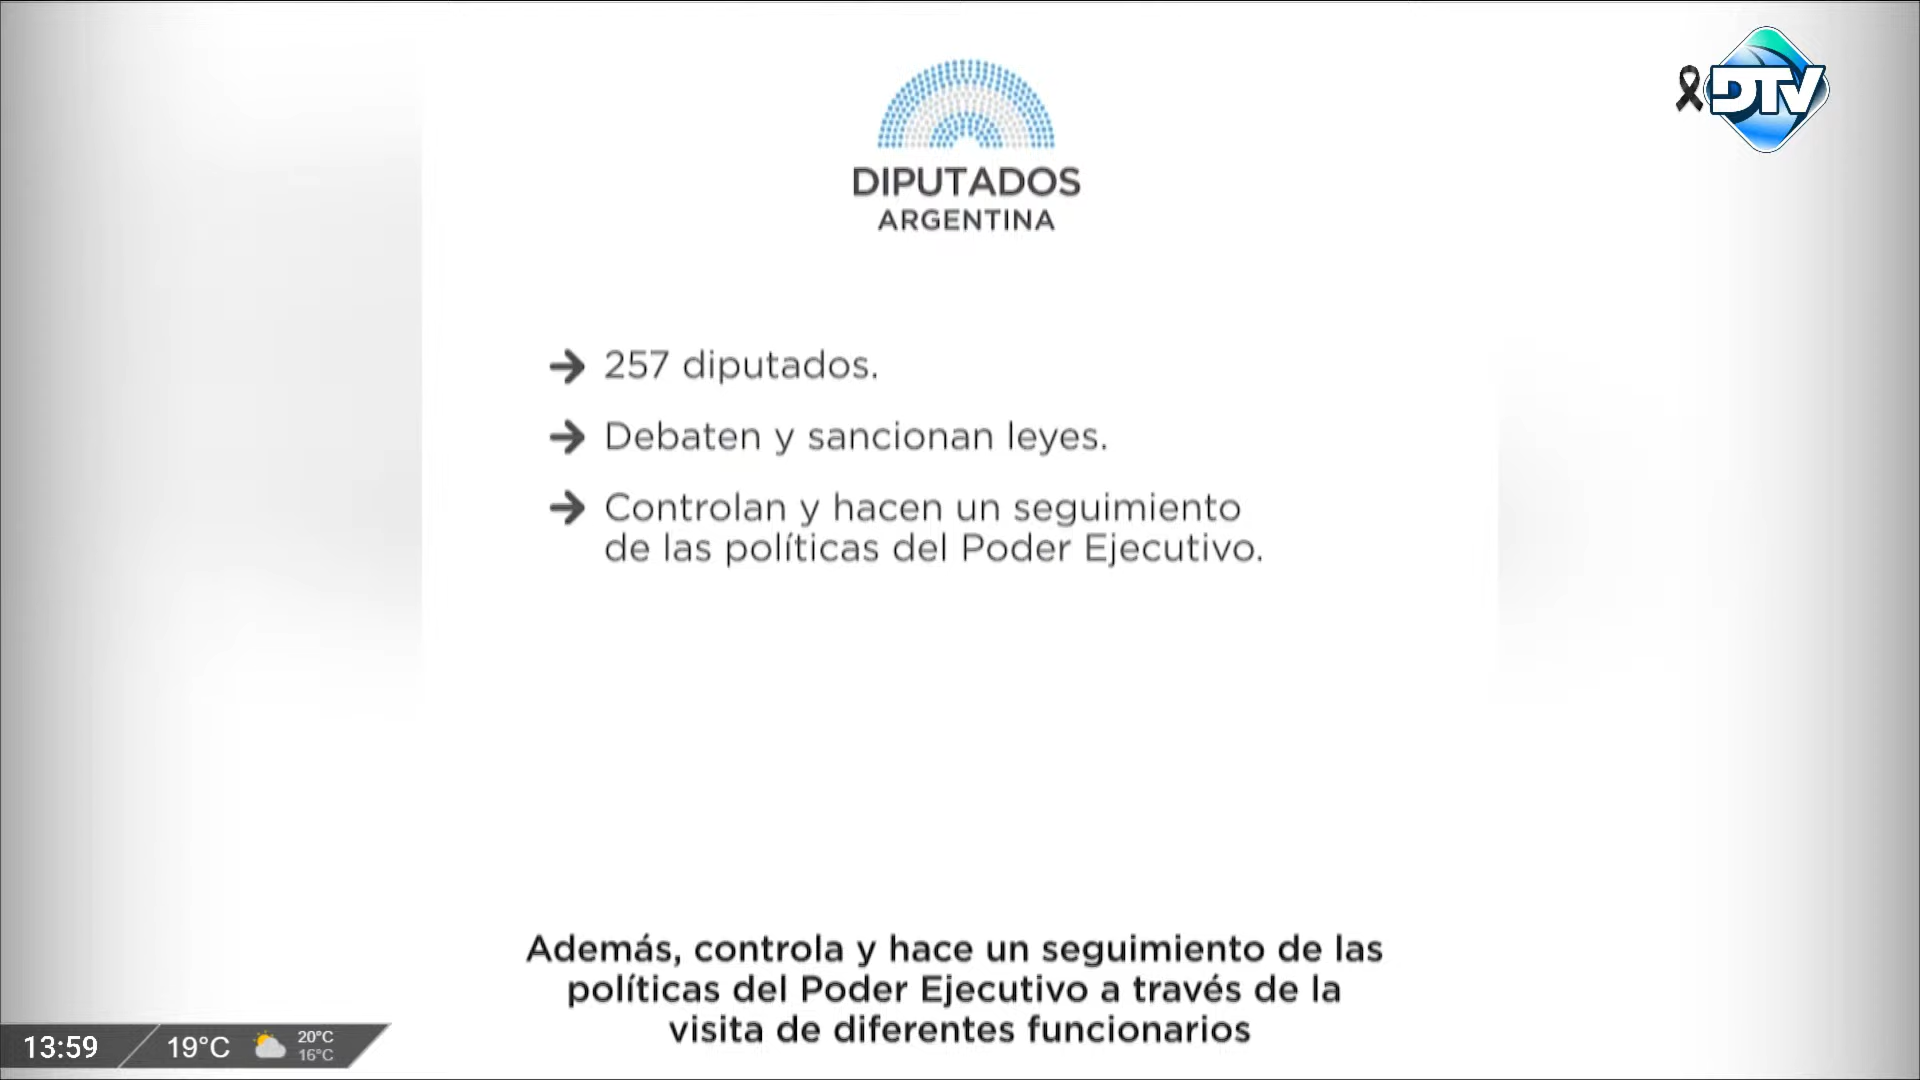 DTV
DIPUTADOS
ARGENTINA
257 diputados.
Debaten y sancionan leyes.
Controlan y hacen un seguimiento
de las políticas del Poder Ejecutivo.
Además, controla y hace un seguimiento de las
políticas del Poder Ejecutivo a través de la
visita de diferentes funcionarios
13:59
19°C
20°C
16°C